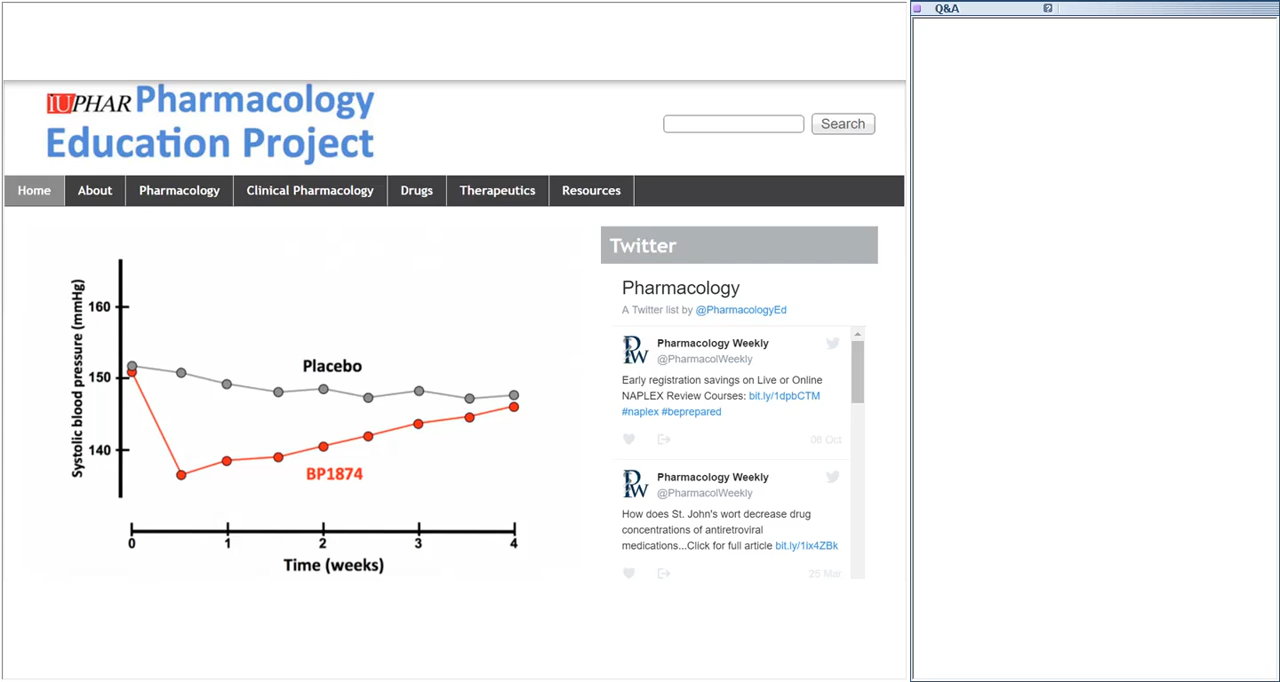 Q&A
IUPHAR Pharmacology
Education Project
Search
Home About Pharmacology Clinical Pharmacology Drugs Therapeutics Resources
Systolic blood pressure (mmHg)
160
150
140
Placebo
BP1874
0 1 2 3 4
Time (weeks)
Twitter
Pharmacology
A Twitter list by @PharmacologyEd
Pharmacology Weekly
@PharmacolWeekly
Early registration savings on Live or Online
NAPLEX Review Courses: bit.ly/1dpbCTM
#naplex #beprepared
06 Oct
Pharmacology Weekly
@PharmacolWeekly
How does St. John's wort decrease drug
concentrations of antiretroviral
medications...Click for full article bit.ly/1ix4ZBk
25 Mar